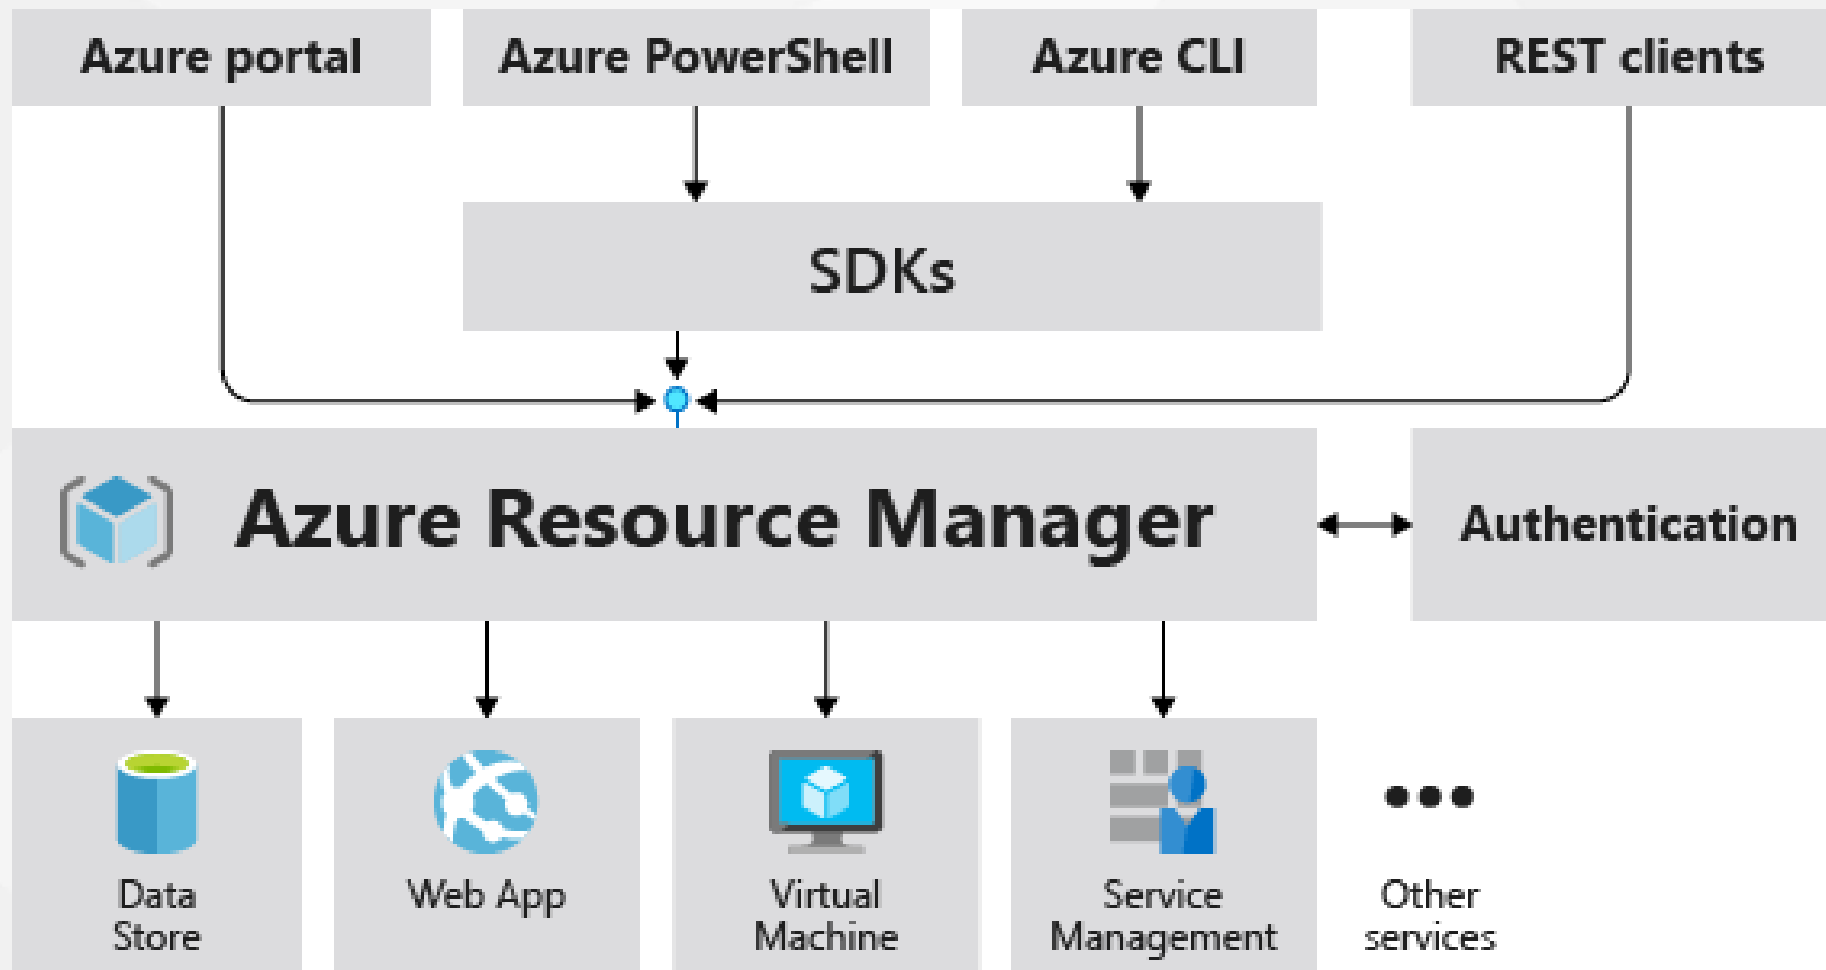 Azure portal
Azure PowerShell
Azure CLI
REST clients
SDKs
Azure Resource Manager
Authentication
Data
Store
Web App
Virtual
Machine
Service
Management
Other
services